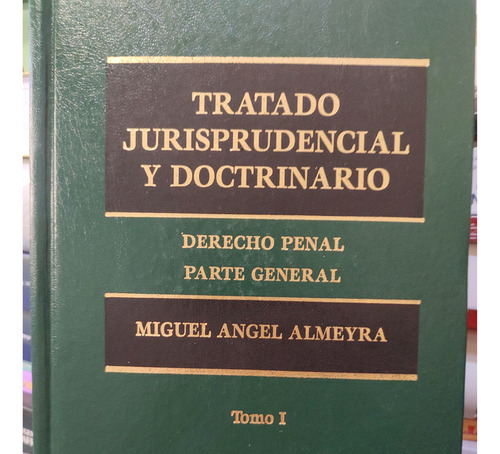 TRATADO
JURISPRUDENCIAL
Y DOCTRINARIO
DERECHO PENAL
PARTE GENERAL
MIGUEL ANGEL ALMEYRA
Tomo I